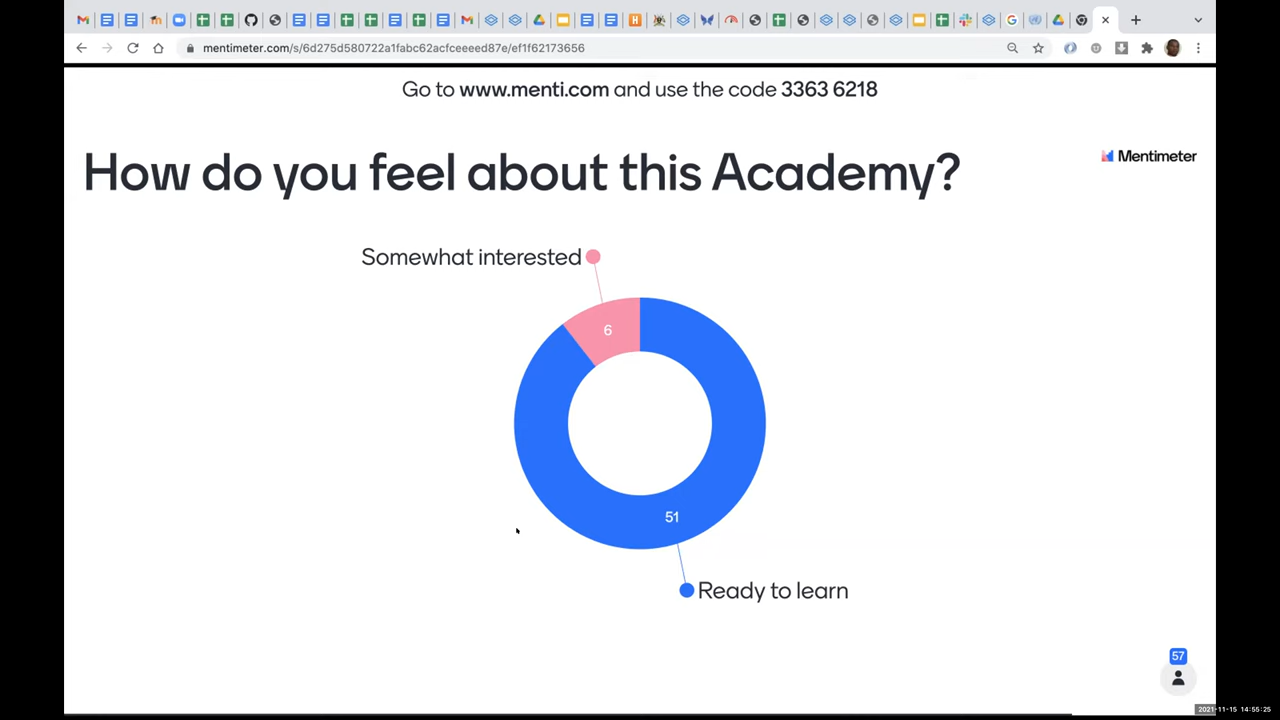 mentimeter.com/s/6d275d580722a1fabc62acfceeeed87e/ef1f62173656
Go to www.menti.com and use the code 3363 6218
How do you feel about this Academy?
Mentimeter
Somewhat interested
6
51
Ready to learn
57
2021-11-15 14:55:25